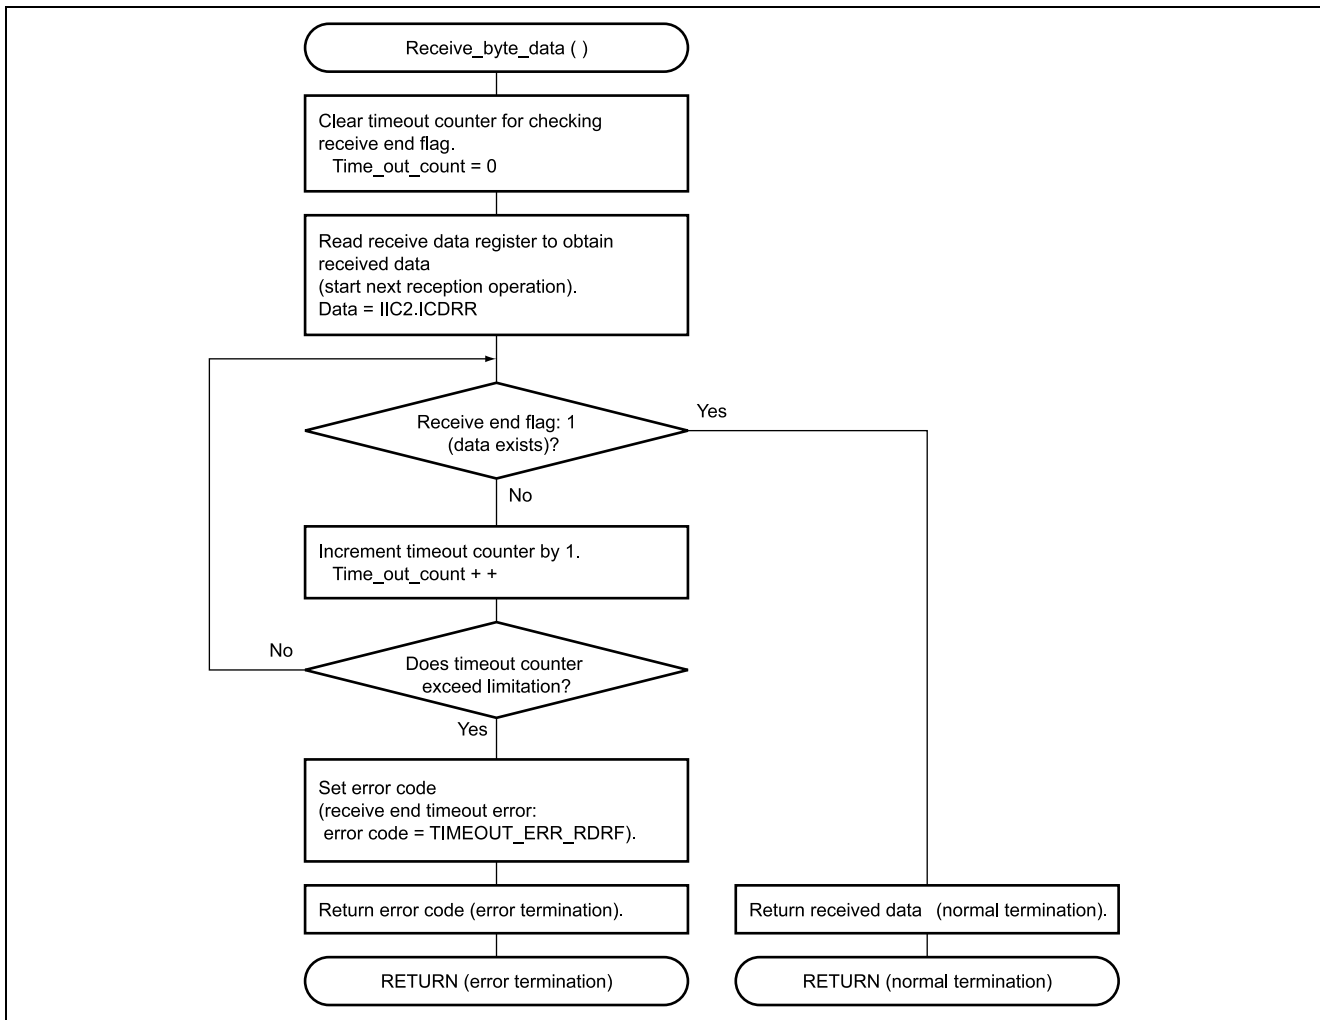 Receive_byte_data ( )
Clear timeout counter for checking
receive end flag.
Time_out_count = 0
Read receive data register to obtain
received data
(start next reception operation).
Data = IIC2.ICDRR
Receive end flag: 1
(data exists)?
Yes
No
Increment timeout counter by 1.
Time_out_count + +
No
Does timeout counter
exceed limitation?
Yes
Set error code
(receive end timeout error:
error code = TIMEOUT_ERR_RDRF).
Return error code (error termination).
Return received data (normal termination).
RETURN (error termination)
RETURN (normal termination)